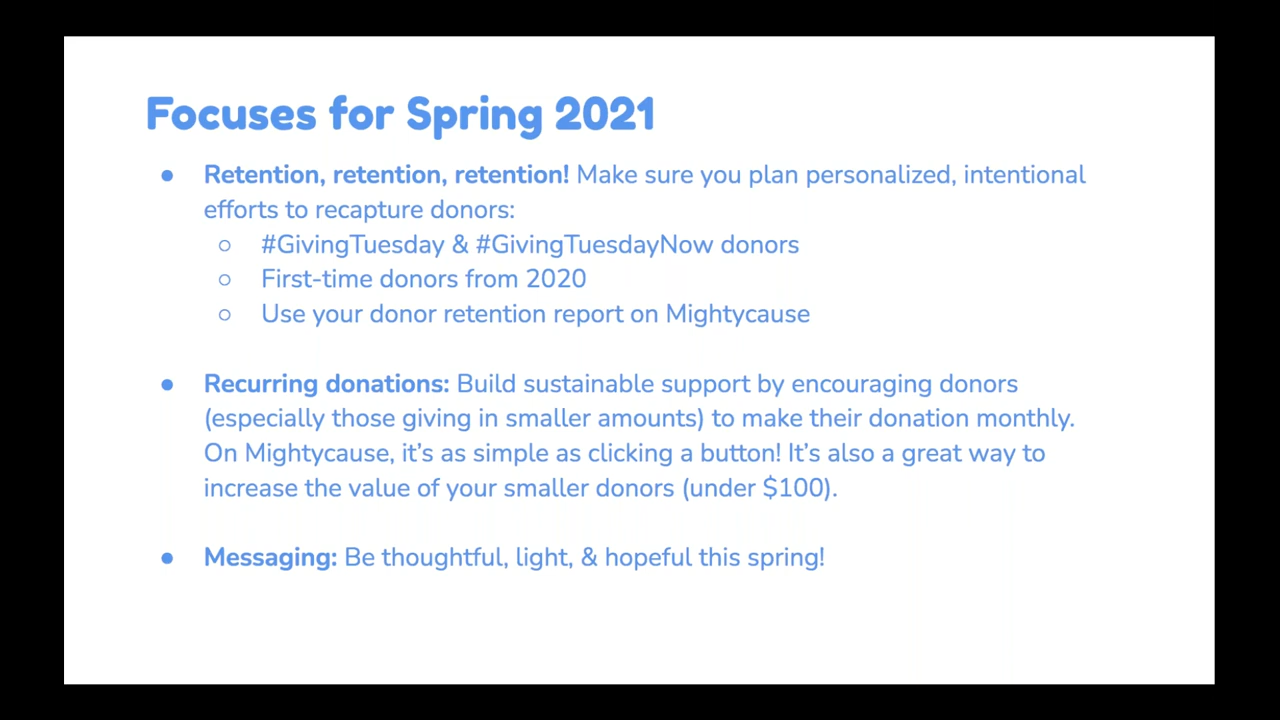 Focuses for Spring 2021
● Retention, retention, retention! Make sure you plan personalized, intentional
efforts to recapture donors:
○ #GivingTuesday & #GivingTuesdayNow donors
○ First-time donors from 2020
○ Use your donor retention report on Mightycause
● Recurring donations: Build sustainable support by encouraging donors
(especially those giving in smaller amounts) to make their donation monthly.
On Mightycause, it’s as simple as clicking a button! It’s also a great way to
increase the value of your smaller donors (under $100).
● Messaging: Be thoughtful, light, & hopeful this spring!